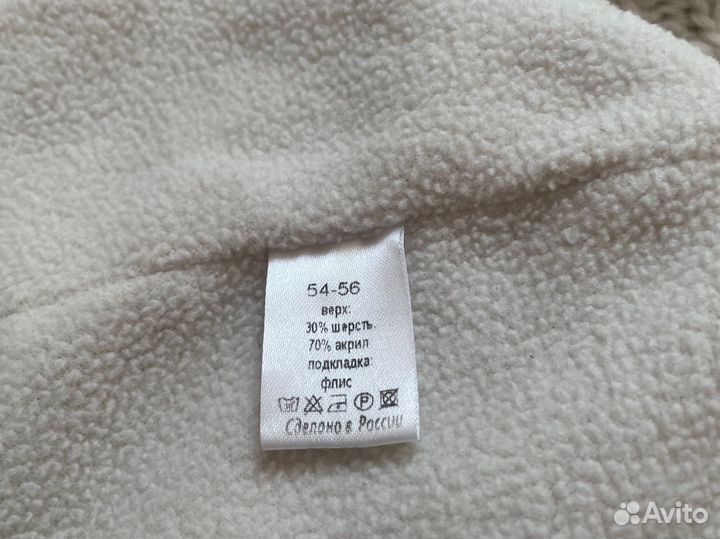 54-56
верх:
30% шерсть
70% акрил
подкладка:
флис
P
Сделано в России
Avito